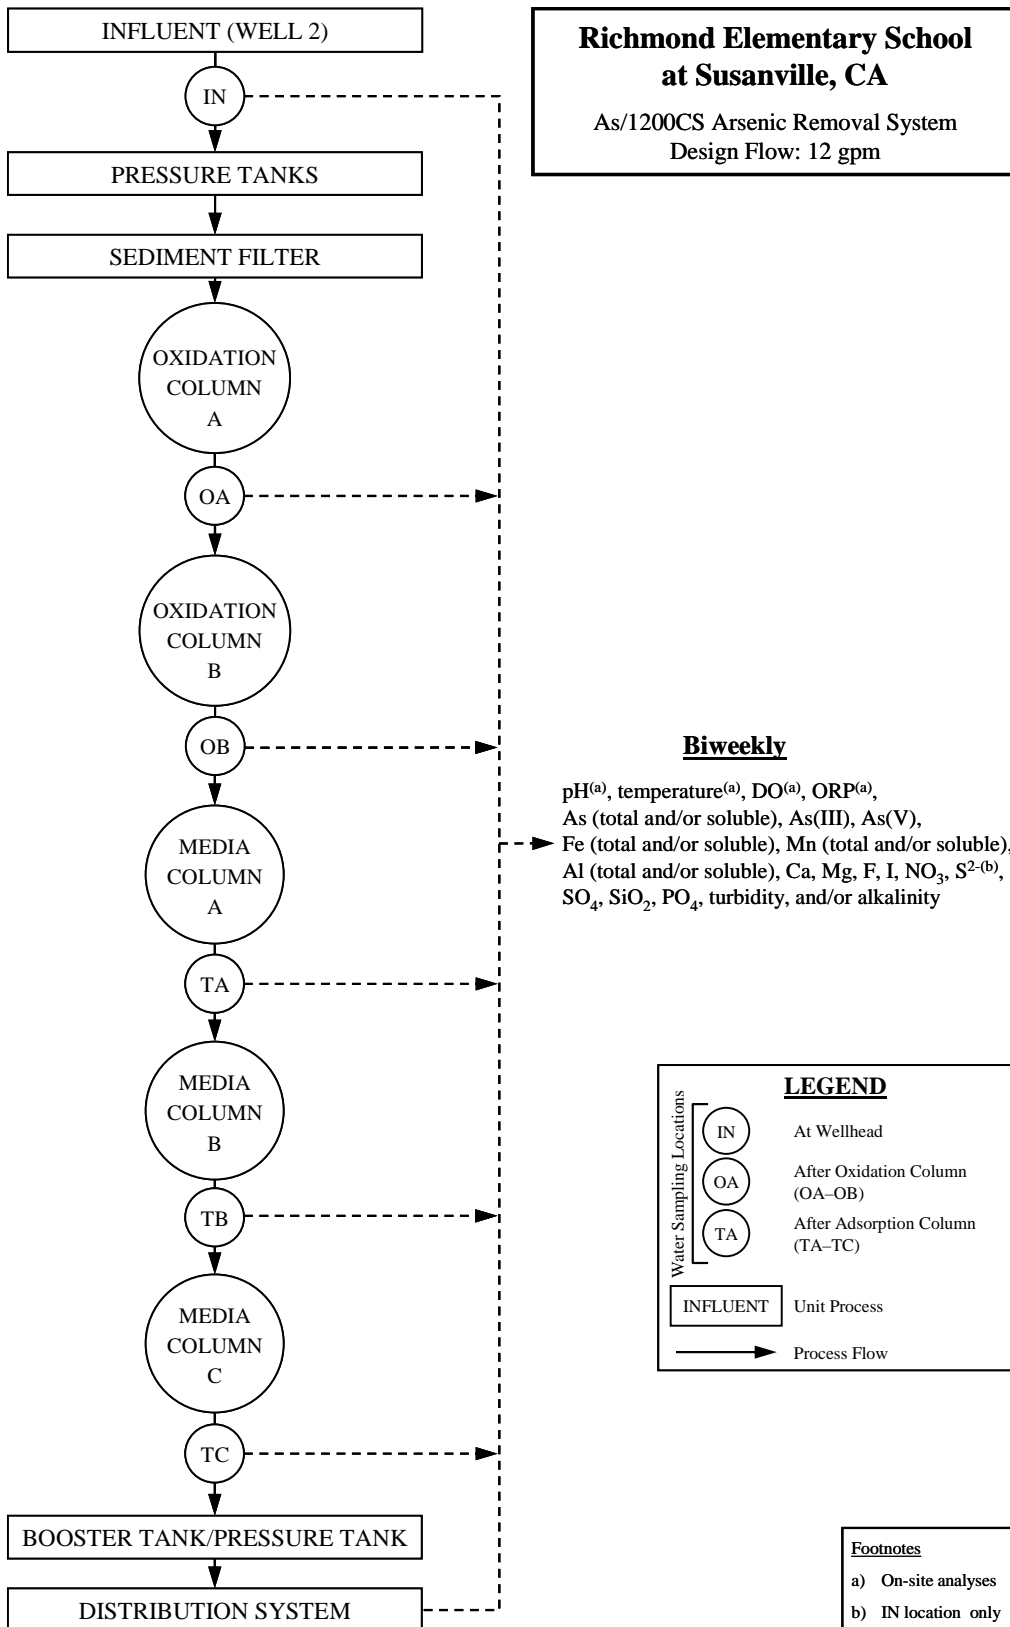 INFLUENT (WELL 2)
Richmond Elementary School
at Susanville, CA
As/1200CS Arsenic Removal System
Design Flow: 12 gpm
IN
PRESSURE TANKS
SEDIMENT FILTER
OXIDATION
COLUMN
A
OA
OXIDATION
COLUMN
B
OB
MEDIA
COLUMN
A
TA
MEDIA
COLUMN
B
TB
MEDIA
COLUMN
C
TC
BOOSTER TANK/PRESSURE TANK
DISTRIBUTION SYSTEM
Biweekly
pH(a), temperature(a), DO(a), ORP(a),
As (total and/or soluble), As(III), As(V),
Fe (total and/or soluble), Mn (total and/or soluble),
Al (total and/or soluble), Ca, Mg, F, I, NO3, S2-(b),
SO4, SiO2, PO4, turbidity, and/or alkalinity
LEGEND
Water Sampling Locations
IN
At Wellhead
OA
After Oxidation Column
(OA–OB)
TA
After Adsorption Column
(TA–TC)
INFLUENT
Unit Process
Process Flow
Footnotes
a) On-site analyses
b) IN location only